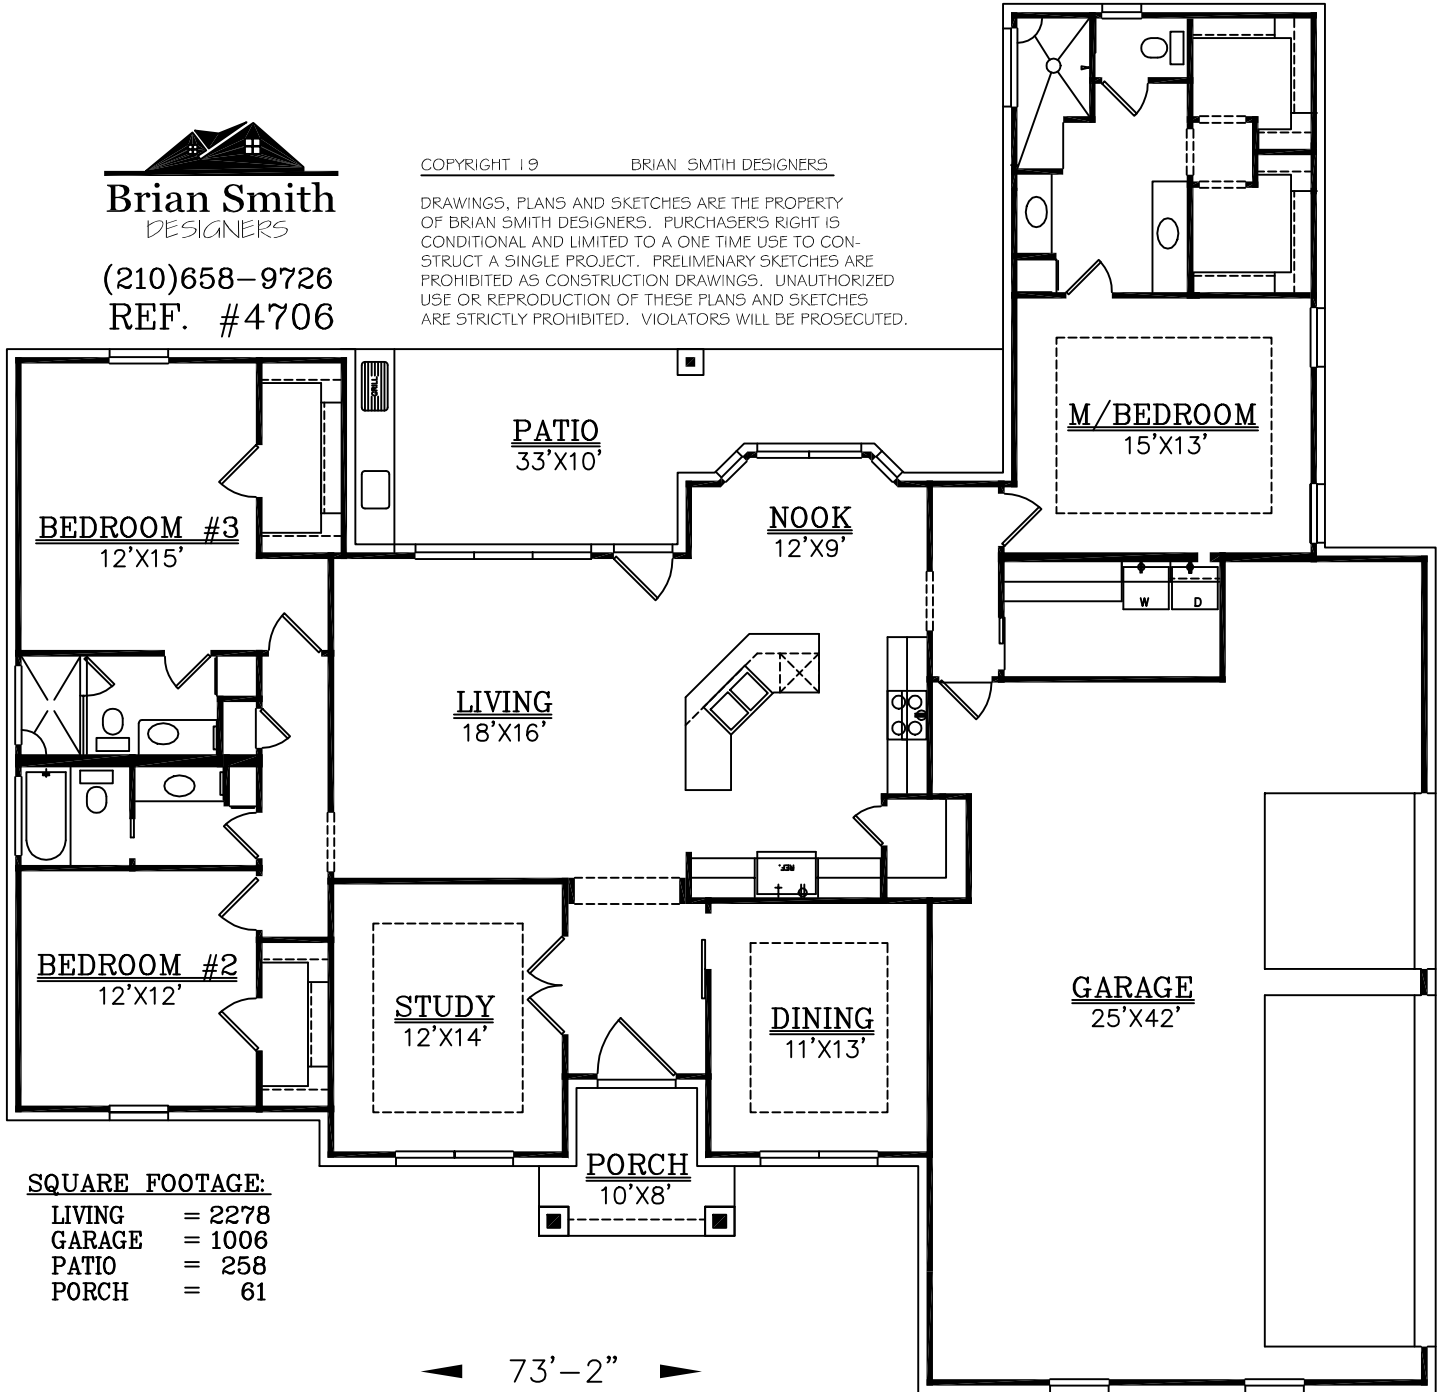 Brian Smith
DESIGNERS
(210)658-9726
REF. #4706
COPYRIGHT 19 BRIAN SMTIH DESIGNERS
DRAWINGS, PLANS AND SKETCHES ARE THE PROPERTY
OF BRIAN SMITH DESIGNERS. PURCHASER'S RIGHT IS
CONDITIONAL AND LIMITED TO A ONE TIME USE TO CON-
STRUCT A SINGLE PROJECT. PRELIMENARY SKETCHES ARE
PROHIBITED AS CONSTRUCTION DRAWINGS. UNAUTHORIZED
USE OR REPRODUCTION OF THESE PLANS AND SKETCHES
ARE STRICTLY PROHIBITED. VIOLATORS WILL BE PROSECUTED.
GRILL
PATIO
33'X10'
M/BEDROOM
15'X13'
BEDROOM #3
12'X15'
NOOK
12'X9'
W D
LIVING
18'X16'
REF.
BEDROOM #2
12'X12'
STUDY
12'X14'
DINING
11'X13'
GARAGE
25'X42'
PORCH
10'X8'
SQUARE FOOTAGE:
LIVING = 2278
GARAGE = 1006
PATIO = 258
PORCH = 61
73'-2"